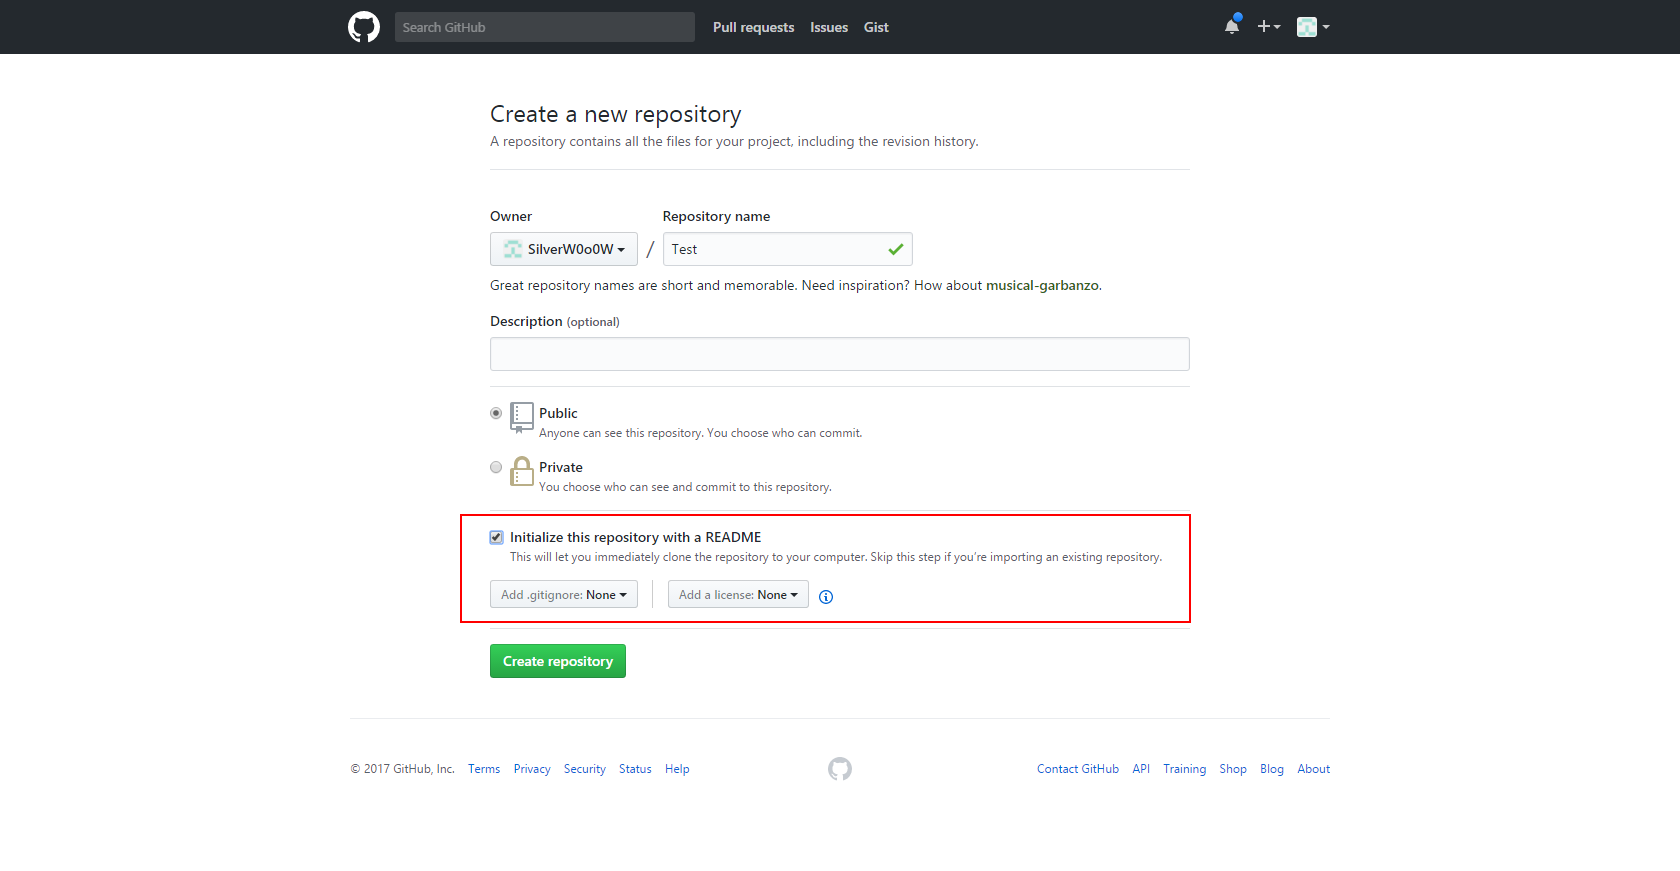 Search GitHub Pull requests Issues Gist
Create a new repository
A repository contains all the files for your project, including the revision history.
Owner Repository name
SilverW0o0W / Test
Great repository names are short and memorable. Need inspiration? How about musical-garbanzo.
Description (optional)
Public
Anyone can see this repository. You choose who can commit.
Private
You choose who can see and commit to this repository.
Initialize this repository with a README
This will let you immediately clone the repository to your computer. Skip this step if you’re importing an existing repository.
Add .gitignore: None Add a license: None
Create repository
© 2017 GitHub, Inc. Terms Privacy Security Status Help Contact GitHub API Training Shop Blog About